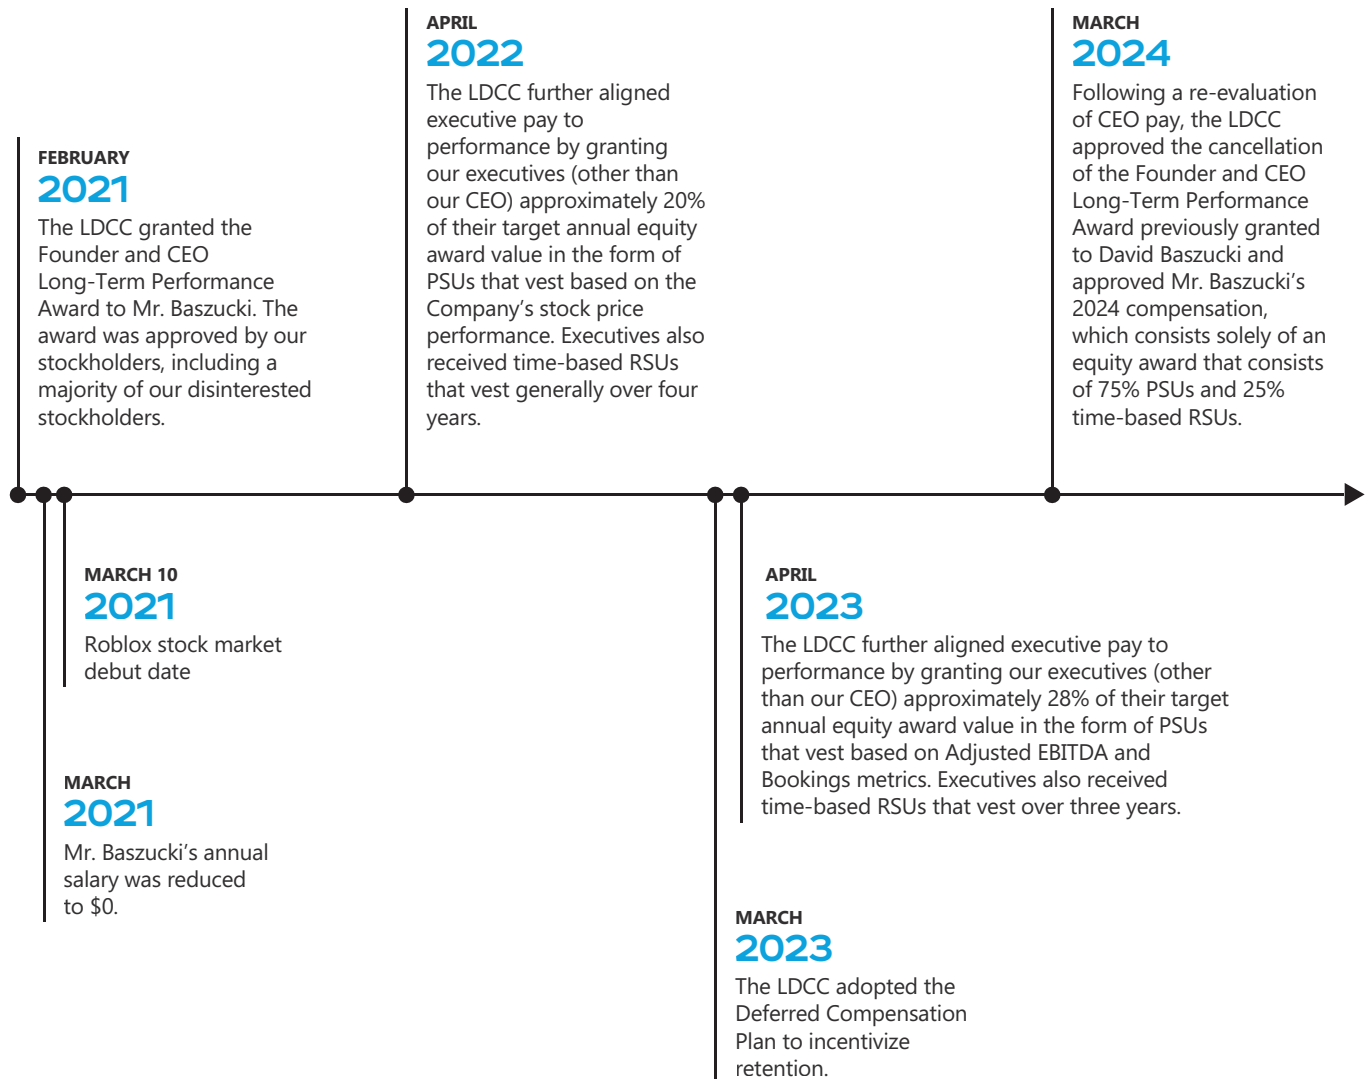 FEBRUARY
2021
The LDCC granted the
Founder and CEO
Long-Term Performance
Award to Mr. Baszucki. The
award was approved by our
stockholders, including a
majority of our disinterested
stockholders.
MARCH
2021
Mr. Baszucki’s annual
salary was reduced
to $0.
MARCH 10
2021
Roblox stock market
debut date
APRIL
2022
The LDCC further aligned
executive pay to
performance by granting
our executives (other than
our CEO) approximately 20%
of their target annual equity
award value in the form of
PSUs that vest based on the
Company’s stock price
performance. Executives also
received time-based RSUs
that vest generally over four
years.
MARCH
2023
The LDCC adopted the
Deferred Compensation
Plan to incentivize
retention.
APRIL
2023
The LDCC further aligned executive pay to
performance by granting our executives (other
than our CEO) approximately 28% of their target
annual equity award value in the form of PSUs
that vest based on Adjusted EBITDA and
Bookings metrics. Executives also received
time-based RSUs that vest over three years.
MARCH
2024
Following a re-evaluation
of CEO pay, the LDCC
approved the cancellation
of the Founder and CEO
Long-Term Performance
Award previously granted
to David Baszucki and
approved Mr. Baszucki’s
2024 compensation,
which consists solely of an
equity award that consists
of 75% PSUs and 25%
time-based RSUs.